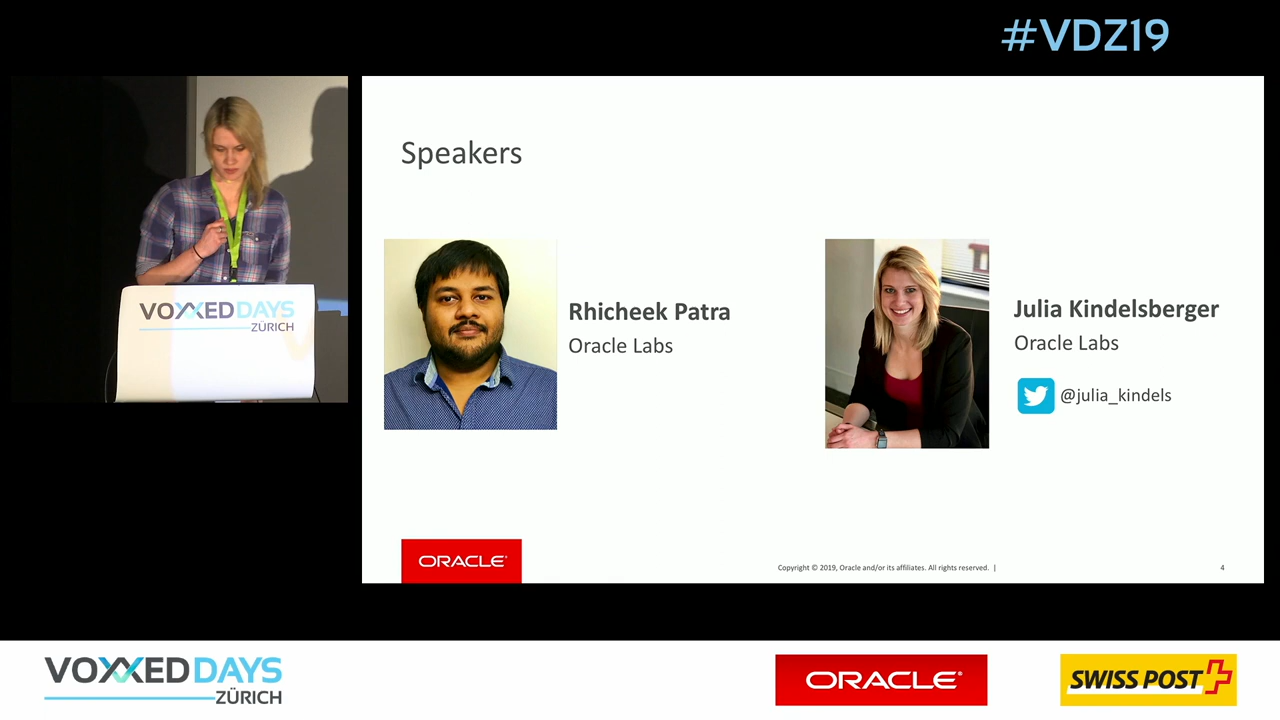 #VDZ19
Speakers
Rhicheek Patra
Oracle Labs
Julia Kindelsberger
Oracle Labs
@julia_kindels
VOXXED DAYS
ZÜRICH
ORACLE
Copyright © 2019, Oracle and/or its affiliates. All rights reserved. |
4
VOXXED DAYS
ZÜRICH
ORACLE
SWISS POST